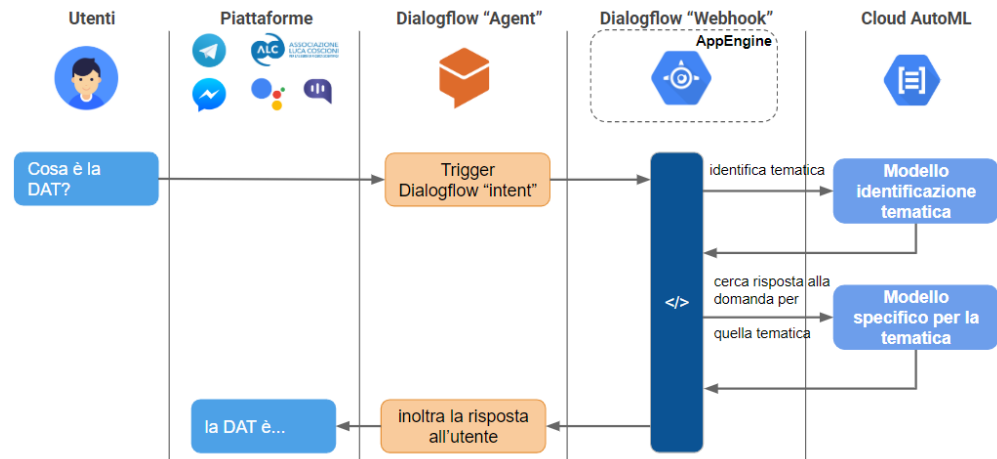 Utenti
Piattaforme
Dialogflow “Agent”
Dialogflow “Webhook”
Cloud AutoML
AppEngine
ALC
ASSOCIAZIONE
LUCA COSCIONI
Cosa è la
DAT?
Trigger
Dialogflow “intent”
identifica tematica
Modello
identificazione
tematica
</>
cerca risposta alla
domanda per
quella tematica
Modello
specifico per la
tematica
la DAT è...
inoltra la risposta
all’utente